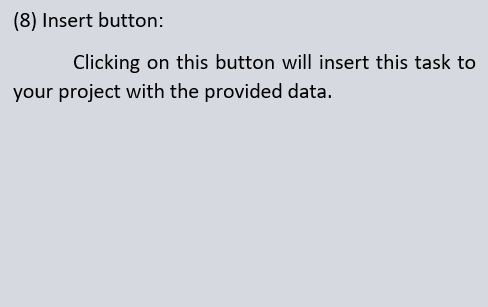 (8) Insert button:
Clicking on this button will insert this task to
your project with the provided data.